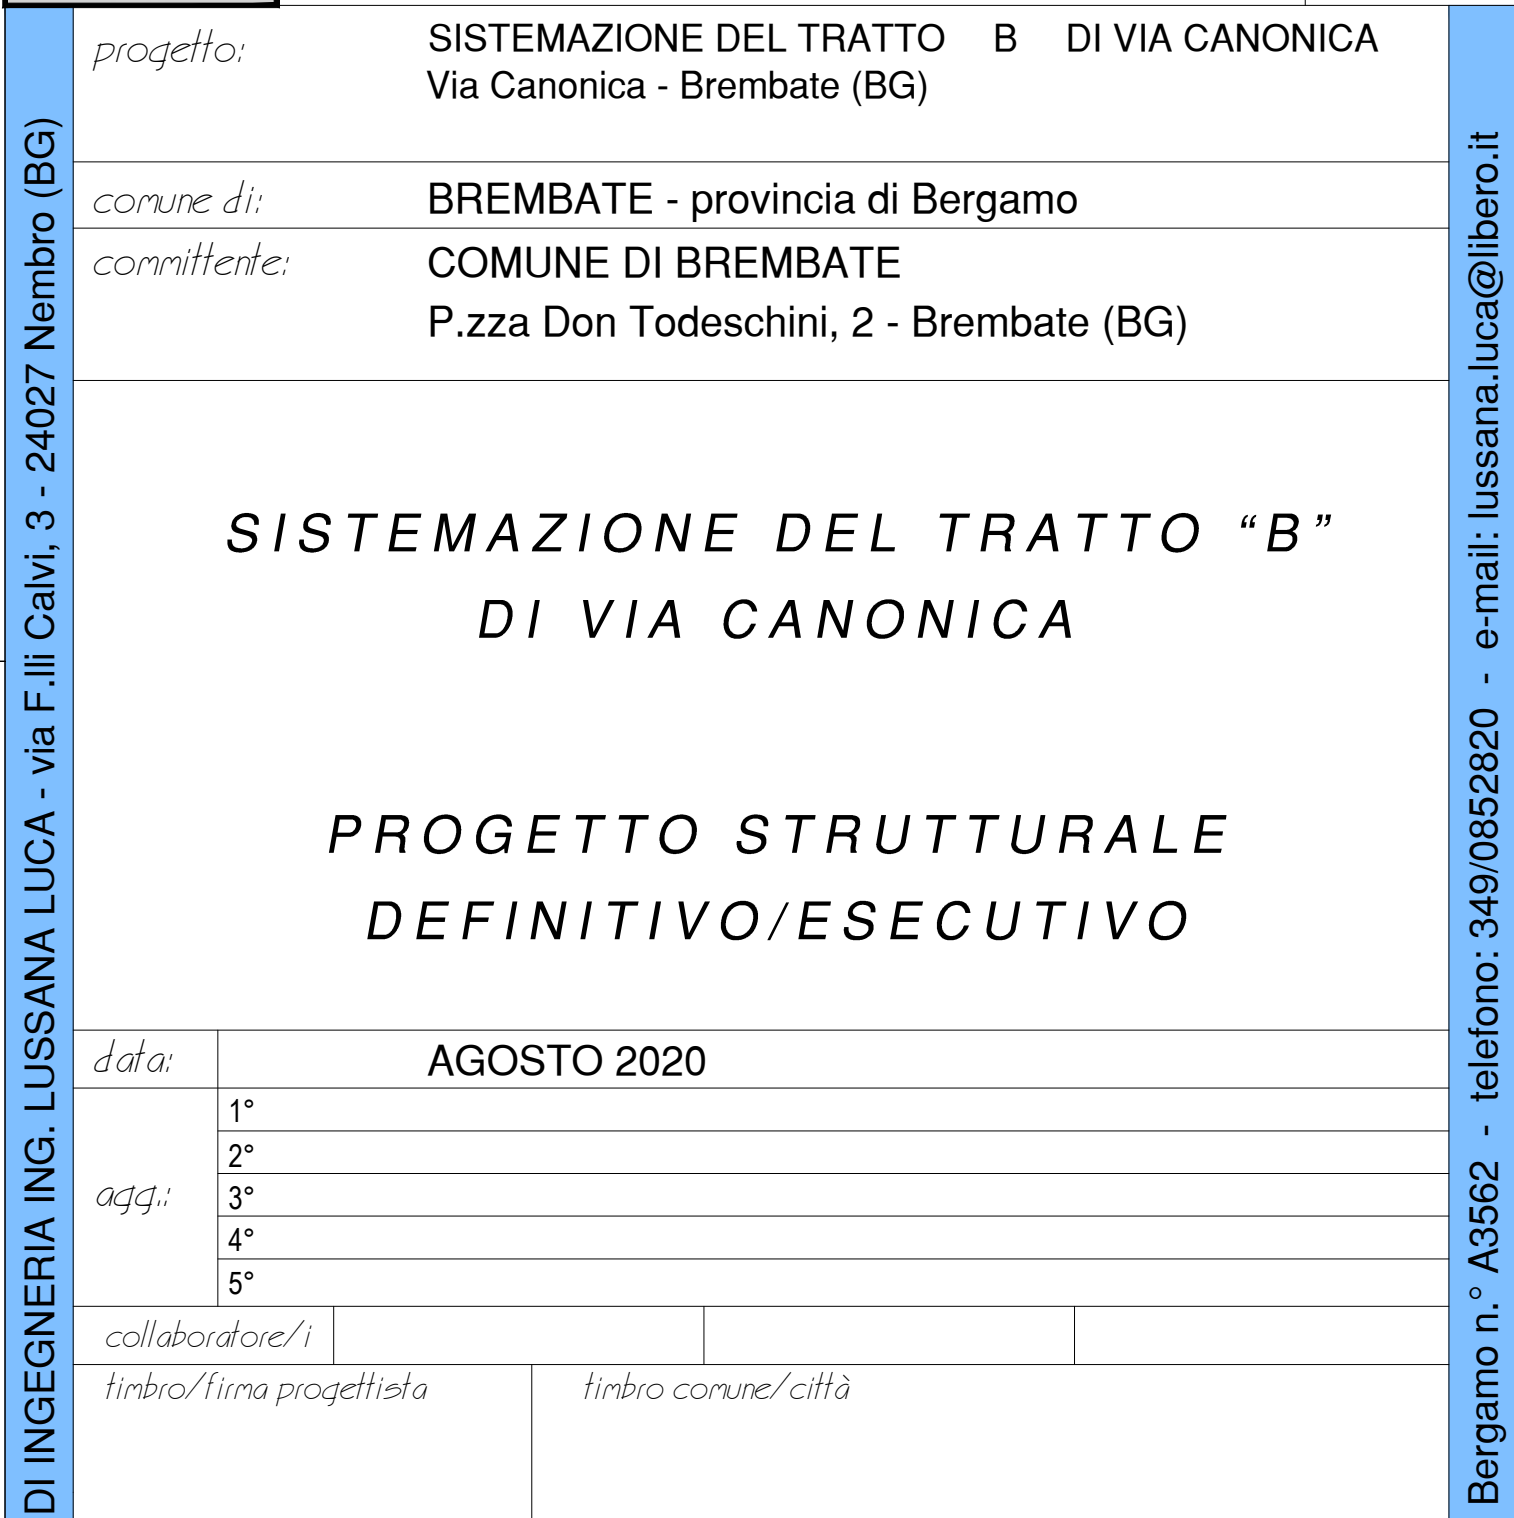 progetto:
SISTEMAZIONE DEL TRATTO B DI VIA CANONICA
Via Canonica - Brembate (BG)
comune di:
BREMBATE - provincia di Bergamo
committente:
COMUNE DI BREMBATE
P.zza Don Todeschini, 2 - Brembate (BG)
SISTEMAZIONE DEL TRATTO “B”
DI VIA CANONICA
PROGETTO STRUTTURALE
DEFINITIVO/ESECUTIVO
data:
AGOSTO 2020
agg.:
1°
2°
3°
4°
5°
collaboratore/i
timbro/firma progettista
timbro comune/città
DI INGEGNERIA ING. LUSSANA LUCA - via F.lli Calvi, 3 - 24027 Nembro (BG)
Bergamo n.° A3562 - telefono: 349/0852820 - e-mail: lussana.luca@libero.it